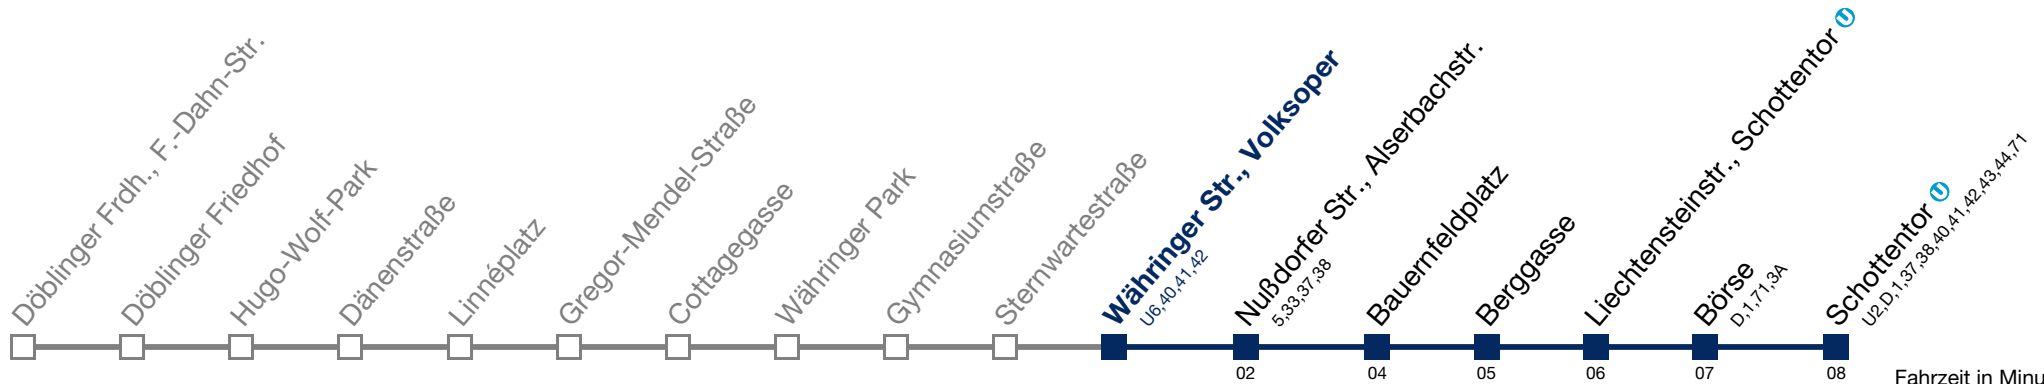 Döblinger Frdh., F.-Dahn-Str.
Döblinger Friedhof
Hugo-Wolf-Park
Dänenstraße
Linnéplatz
Gregor-Mendel-Straße
Cottagegasse
Währinger Park
Gymnasiumstraße
Sternwartestraße
Währinger Str., Volksoper
U6,40,41,42
Nußdorfer Str., Alserbachstr.
5,33,37,38
Bauernfeldplatz
Berggasse
Liechtensteinstr., Schottentor U
Börse
D,1,71,3A
Schottentor U
U2,D,1,37,38,40,41,42,43,44,71
02 04 05 06 07 08
Fahrzeit in Minu